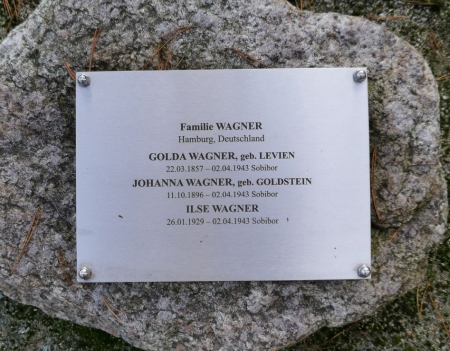 Familie WAGNER
Hamburg, Deutschland
GOLDA WAGNER, geb. LEVIEN
22.03.1857 – 02.04.1943 Sobibor
JOHANNA WAGNER, geb. GOLDSTEIN
11.10.1896 – 02.04.1943 Sobibor
ILSE WAGNER
26.01.1929 – 02.04.1943 Sobibor